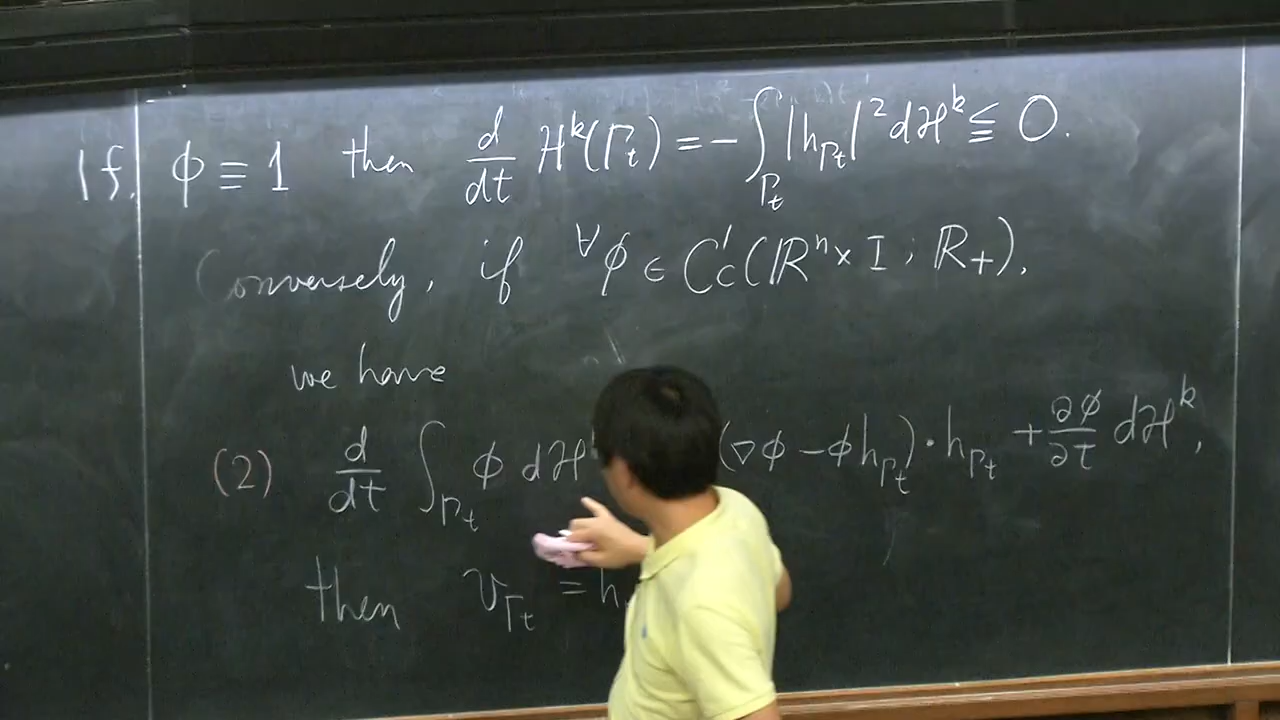 If φ ≡ 1 then d/dt H^k(Γ_t) = -∫_{Γ_t} |h_{Γ_t}|² dH^k ≦ 0.
Conversely, if ∀φ ∈ C_c^1(ℝ^n × I ; ℝ_+),
we have
(2) d/dt ∫_{Γ_t} φ dH (∇φ - φ h_{Γ_t}) · h_{Γ_t} + ∂φ/∂t dH^k,
then v_{Γ_t} = h